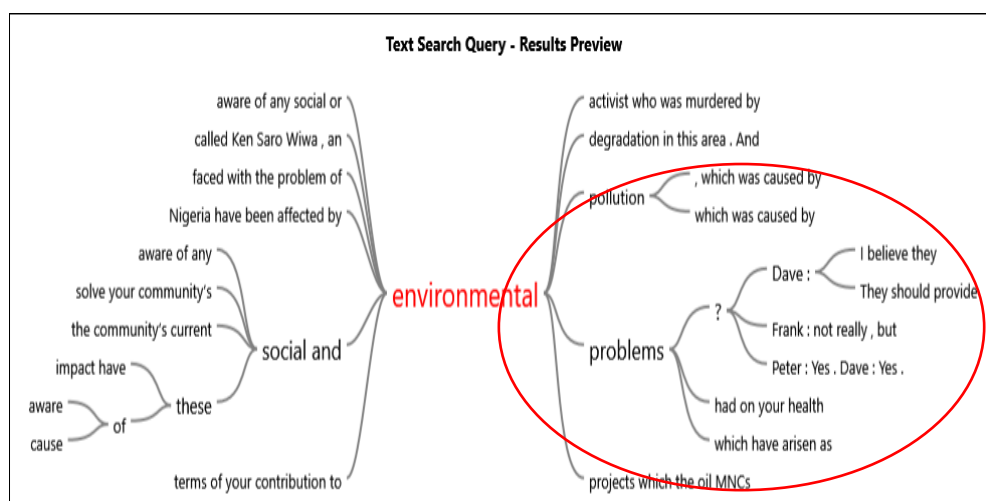 Text Search Query - Results Preview
aware of any social or
called Ken Saro Wiwa , an
faced with the problem of
Nigeria have been affected by
aware of any
solve your community's
the community's current
impact have
these
aware
of
cause
social and
terms of your contribution to
environmental
activist who was murdered by
degradation in this area . And
pollution
, which was caused by
which was caused by
problems
?
Dave :
I believe they
They should provide
Frank : not really , but
Peter : Yes . Dave : Yes .
had on your health
which have arisen as
projects which the oil MNCs